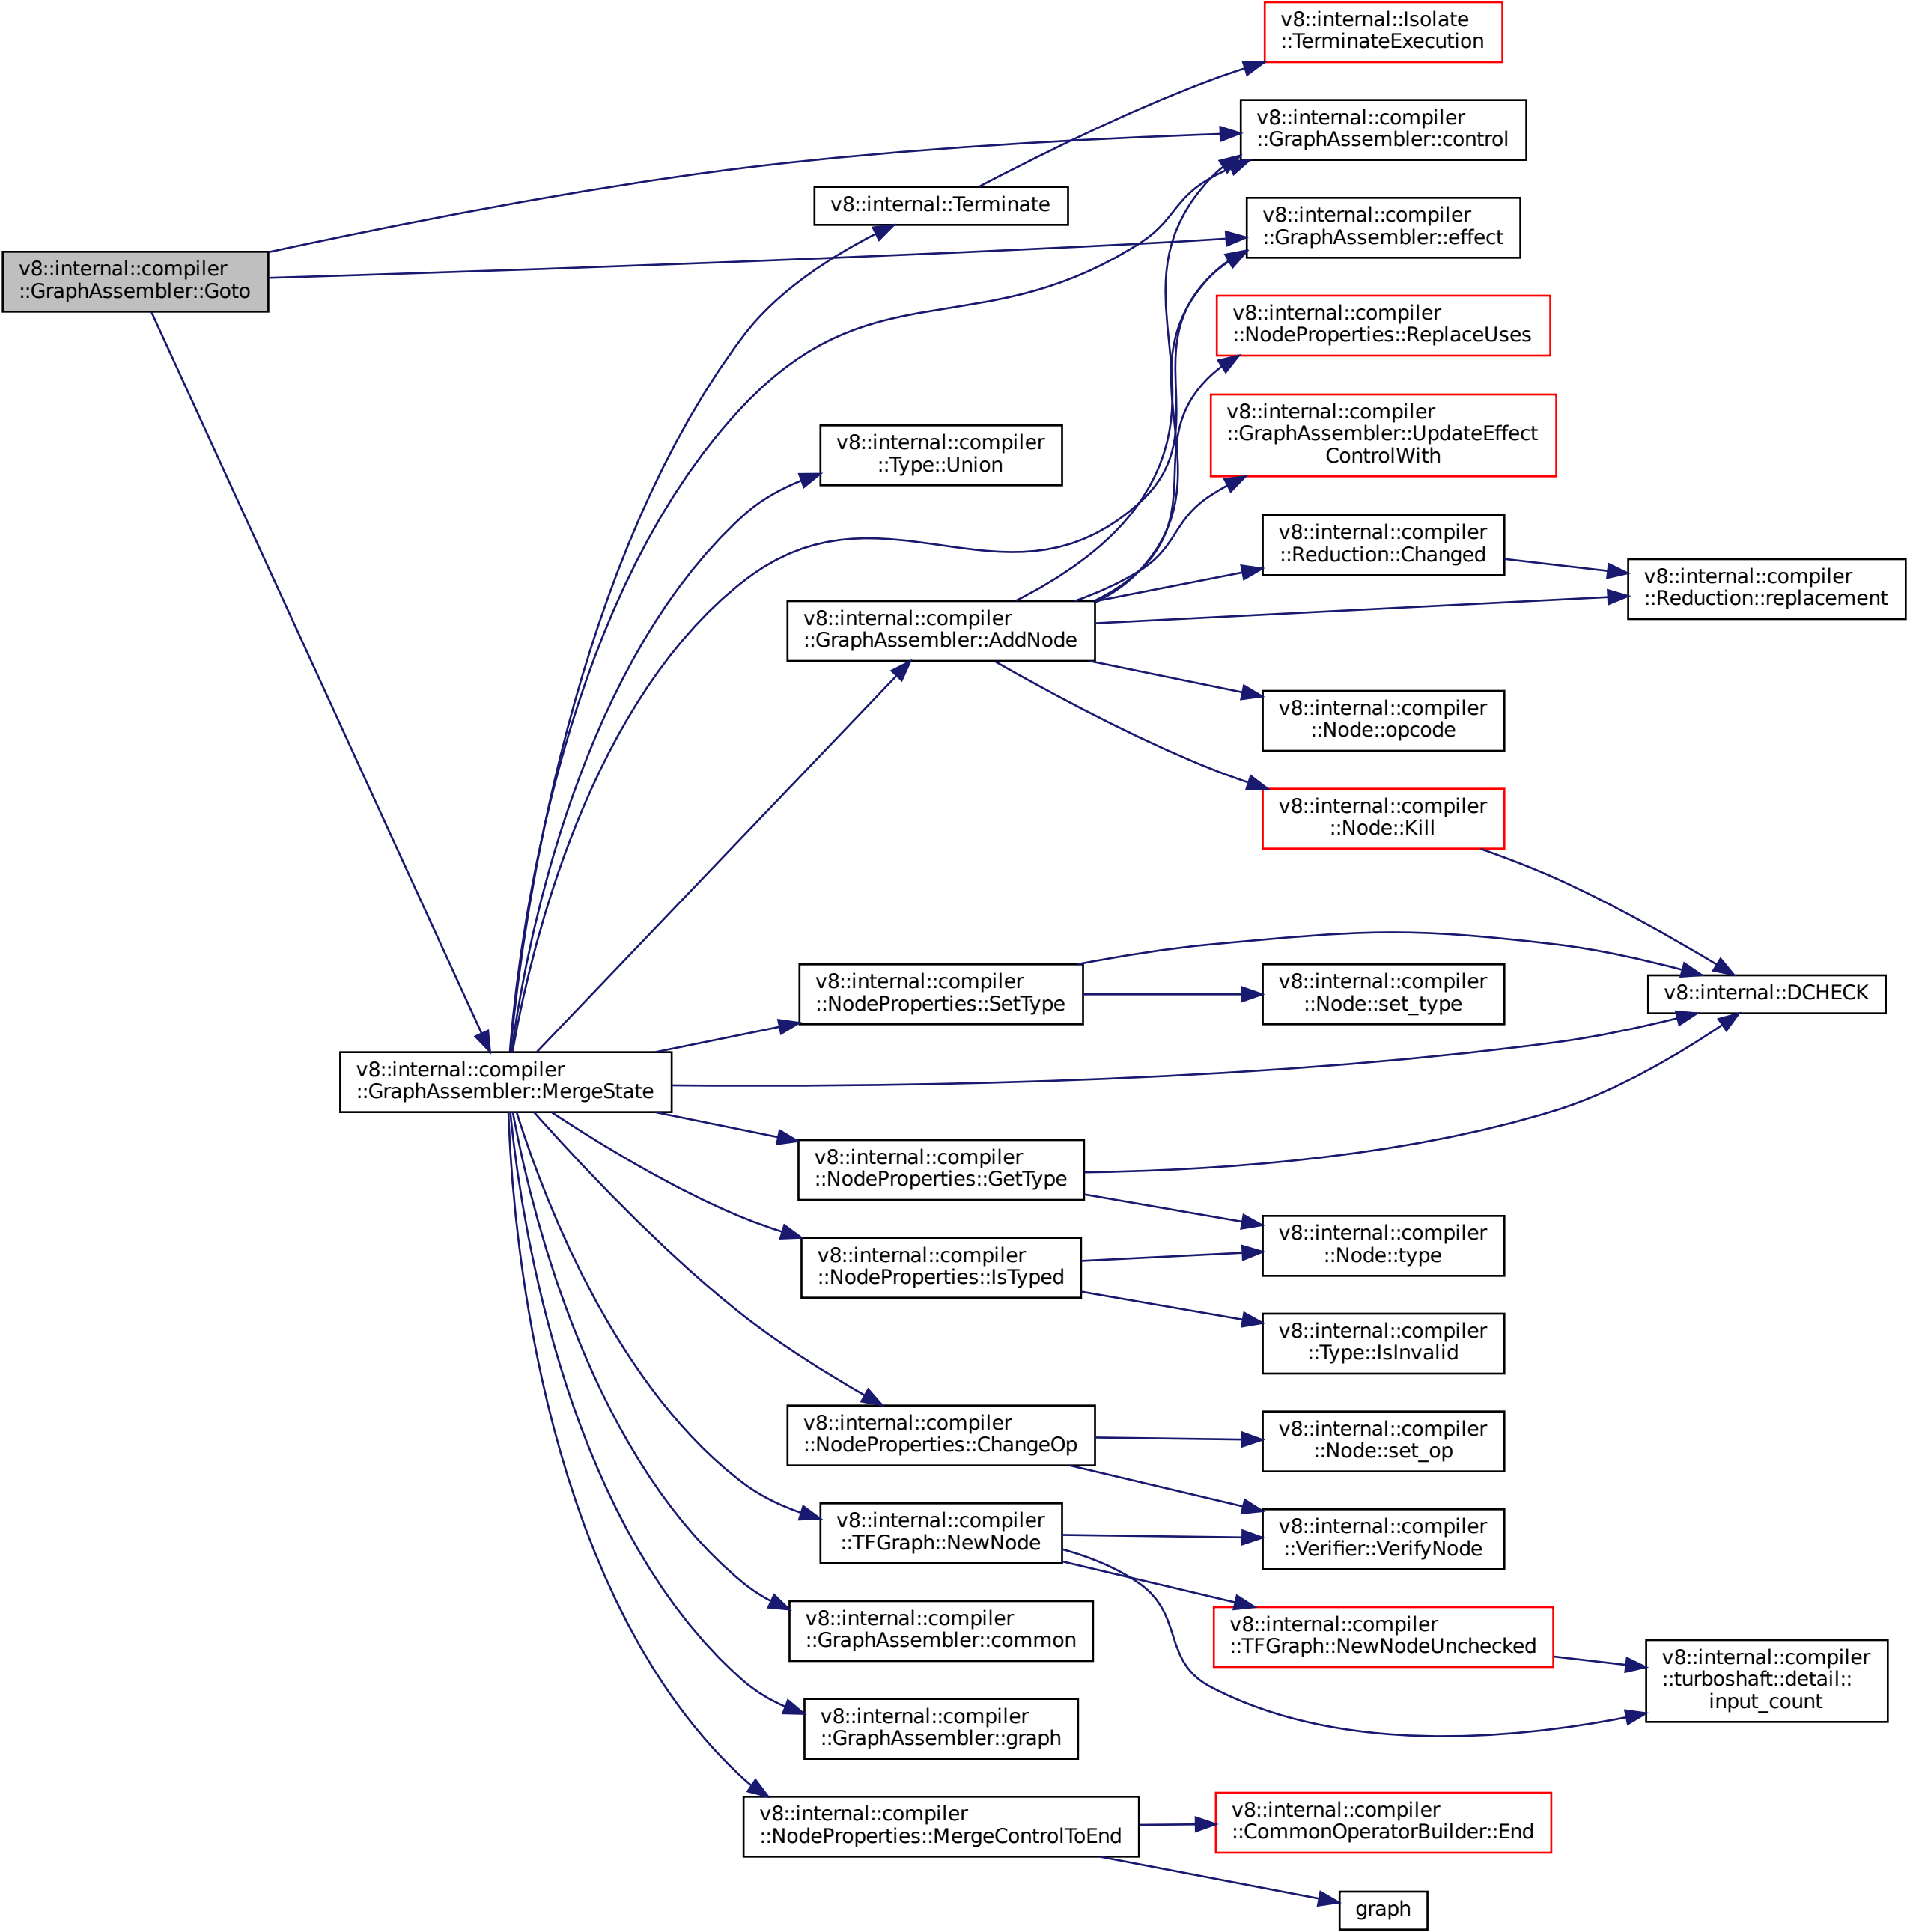 v8::internal::Isolate
::TerminateExecution
v8::internal::compiler
::GraphAssembler::control
v8::internal::Terminate
v8::internal::compiler
::GraphAssembler::effect
v8::internal::compiler
::GraphAssembler::Goto
v8::internal::compiler
::NodeProperties::ReplaceUses
v8::internal::compiler
::GraphAssembler::UpdateEffect
ControlWith
v8::internal::compiler
::Type::Union
v8::internal::compiler
::Reduction::Changed
v8::internal::compiler
::Reduction::replacement
v8::internal::compiler
::GraphAssembler::AddNode
v8::internal::compiler
::Node::opcode
v8::internal::compiler
::Node::Kill
v8::internal::compiler
::NodeProperties::SetType
v8::internal::compiler
::Node::set_type
v8::internal::DCHECK
v8::internal::compiler
::GraphAssembler::MergeState
v8::internal::compiler
::NodeProperties::GetType
v8::internal::compiler
::Node::type
v8::internal::compiler
::NodeProperties::IsTyped
v8::internal::compiler
::Type::IsInvalid
v8::internal::compiler
::NodeProperties::ChangeOp
v8::internal::compiler
::Node::set_op
v8::internal::compiler
::TFGraph::NewNode
v8::internal::compiler
::Verifier::VerifyNode
v8::internal::compiler
::GraphAssembler::common
v8::internal::compiler
::TFGraph::NewNodeUnchecked
v8::internal::compiler
::turboshaft::detail::
input_count
v8::internal::compiler
::GraphAssembler::graph
v8::internal::compiler
::NodeProperties::MergeControlToEnd
v8::internal::compiler
::CommonOperatorBuilder::End
graph